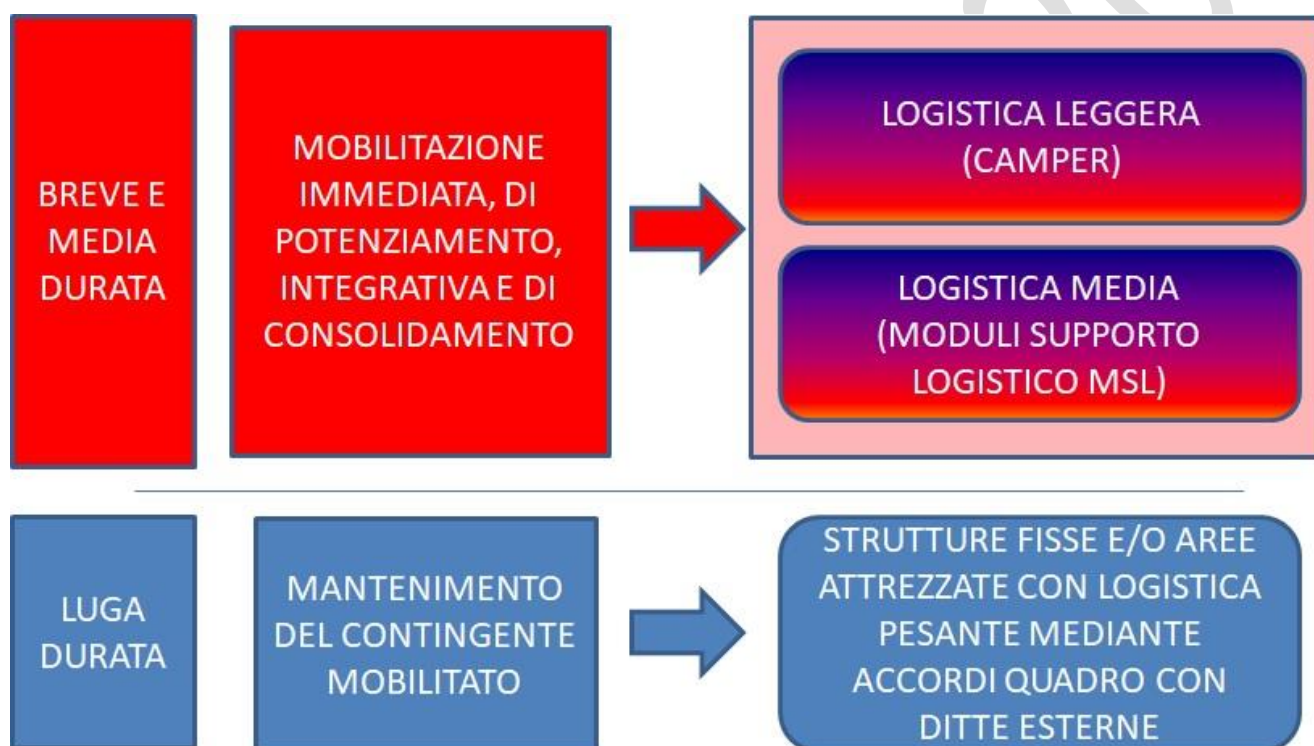 BREVE E
MEDIA
DURATA
MOBILITAZIONE
IMMEDIATA, DI
POTENZIAMENTO,
INTEGRATIVA E DI
CONSOLIDAMENTO
LOGISTICA LEGGERA
(CAMPER)
LOGISTICA MEDIA
(MODULI SUPPORTO
LOGISTICO MSL)
LUGA
DURATA
MANTENIMENTO
DEL CONTINGENTE
MOBILITATO
STRUTTURE FISSE E/O AREE
ATTREZZATE CON LOGISTICA
PESANTE MEDIANTE
ACCORDI QUADRO CON
DITTE ESTERNE